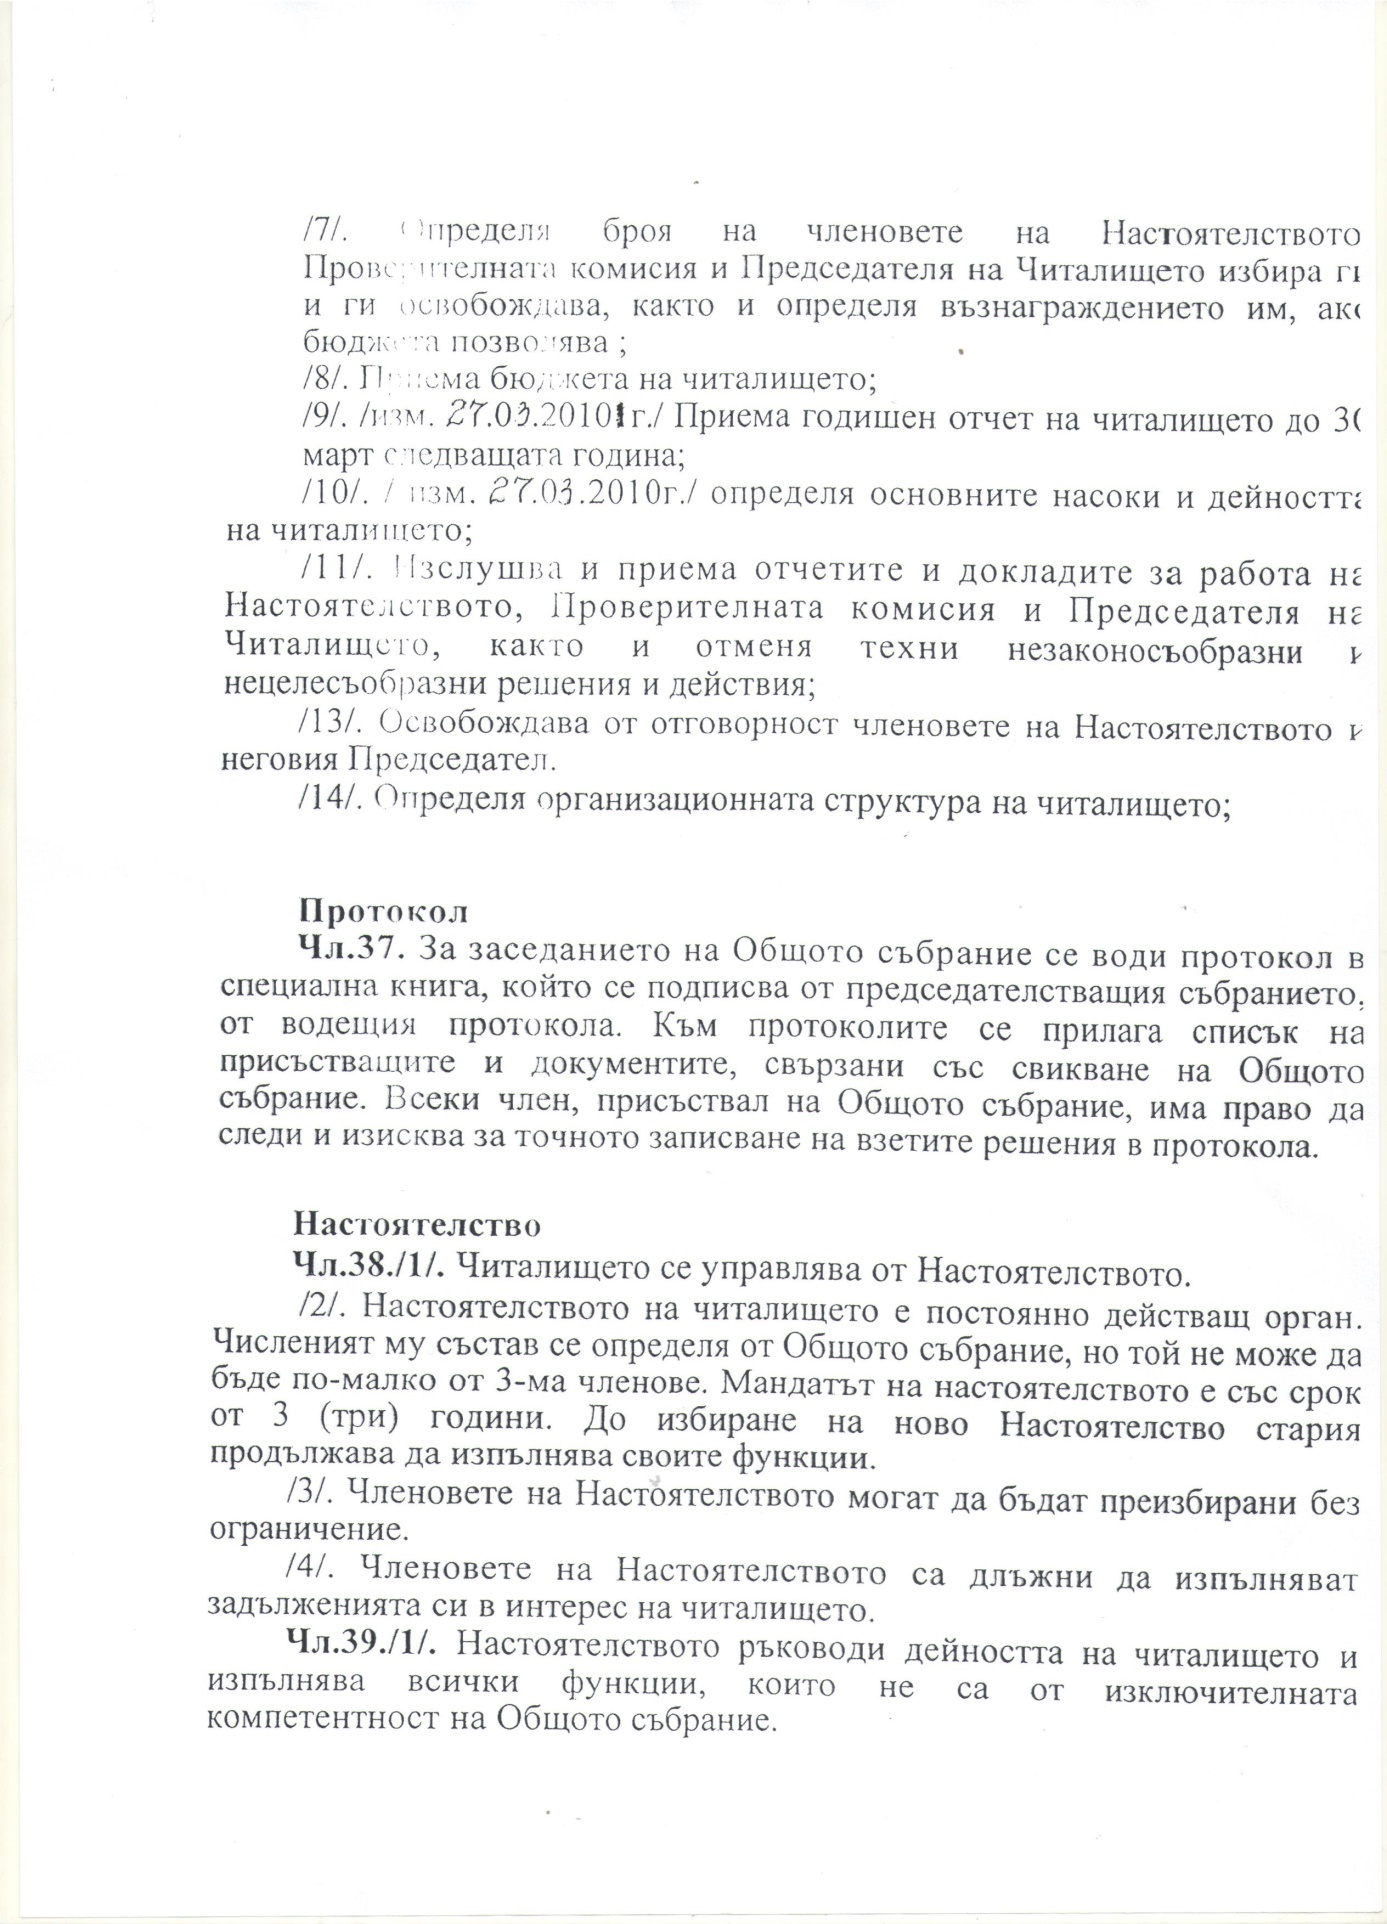 /7/. Определя броя на членовете на Настоятелството
Проверителната комисия и Председателя на Читалището избира ги
и ги освобождава, както и определя възнаграждението им, ако
бюджета позволява ;
/8/. Приема бюджета на читалището;
/9/. /изм. 27.03.2010г./ Приема годишен отчет на читалището до 30
март следващата година;
/10/. / изм. 27.03.2010г./ определя основните насоки и дейността
на читалището;
/11/. Изслушва и приема отчетите и докладите за работа на
Настоятелството, Проверителната комисия и Председателя на
Читалището, както и отменя техни незаконосъобразни и
нецелесъобразни решения и действия;
/13/. Освобождава от отговорност членовете на Настоятелството и
неговия Председател.
/14/. Определя организационната структура на читалището;
Протокол
Чл.37. За заседанието на Общото събрание се води протокол в
специална книга, който се подписва от председателстващия събранието,
от водещия протокола. Към протоколите се прилага списък на
присъстващите и документите, свързани със свикване на Общото
събрание. Всеки член, присъствал на Общото събрание, има право да
следи и изисква за точното записване на взетите решения в протокола.
Настоятелство
Чл.38./1/. Читалището се управлява от Настоятелството.
/2/. Настоятелството на читалището е постоянно действащ орган.
Численият му състав се определя от Общото събрание, но той не може да
бъде по-малко от 3-ма членове. Мандатът на настоятелството е със срок
от 3 (три) години. До избиране на ново Настоятелство стария
продължава да изпълнява своите функции.
/3/. Членовете на Настоятелството могат да бъдат преизбирани без
ограничение.
/4/. Членовете на Настоятелството са длъжни да изпълняват
задълженията си в интерес на читалището.
Чл.39./1/. Настоятелството ръководи дейността на читалището и
изпълнява всички функции, които не са от изключителната
компетентност на Общото събрание.